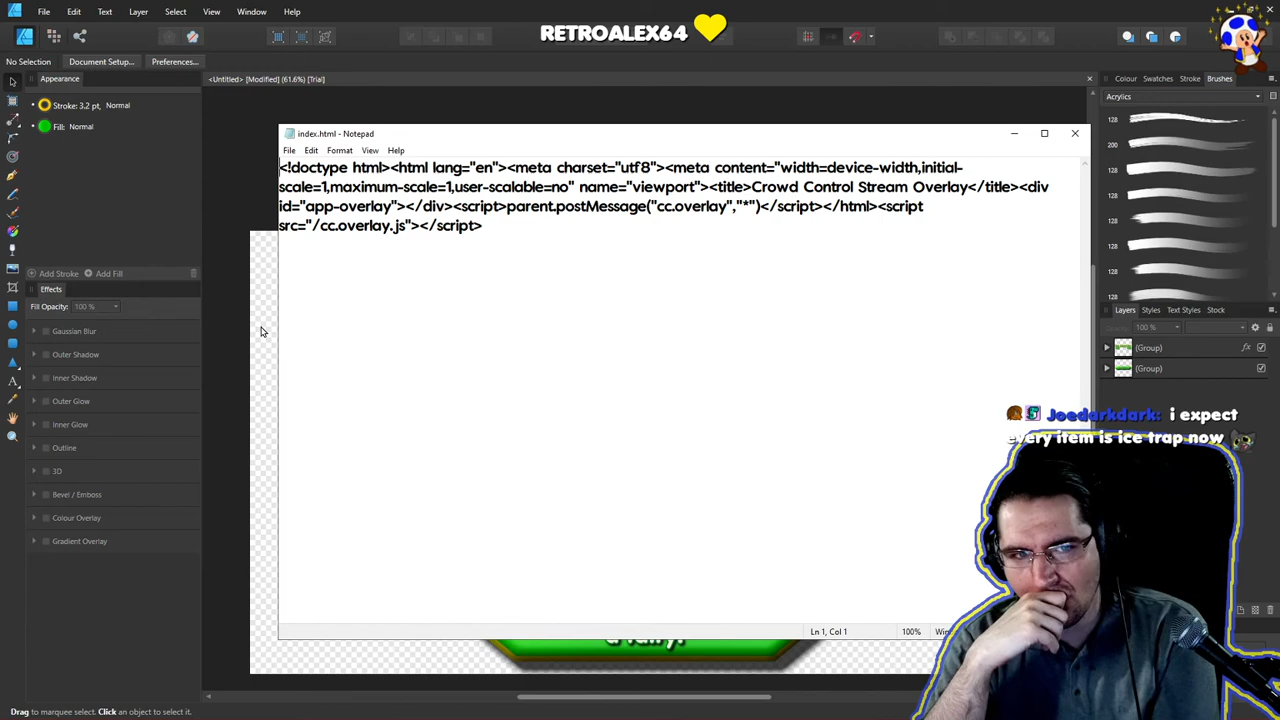 File Edit Text Layer Select View Window Help
RETROALEX64
No Selection Document Setup... Preferences...
Appearance
<Untitled> [Modified] (61.6%) [Trial]
Colour Swatches Stroke Brushes
Stroke: 3.2 pt, Normal
Acrylics
Fill: Normal
128
200
128
128
128
128
128
128
index.html - Notepad
File Edit Format View Help
<!doctype html><html lang="en"><meta charset="utf8"><meta content="width=device-width,initial-
scale=1,maximum-scale=1,user-scalable=no" name="viewport"><title>Crowd Control Stream Overlay</title><div
id="app-overlay"></div><script>parent.postMessage("cc.overlay","*")</script></html><script
src="/cc.overlay.js"></script>
Add Stroke Add Fill
Effects
Fill Opacity: 100 %
Gaussian Blur
Outer Shadow
Inner Shadow
Outer Glow
Inner Glow
Outline
3D
Bevel / Emboss
Colour Overlay
Gradient Overlay
Layers Styles Text Styles Stock
Opacity 100 %
(Group) fx
(Group)
Joedarkdark: i expect
every item is ice trap now
Ln 1, Col 1 100% Win
a fairy!
Drag to marquee select. Click an object to select it.